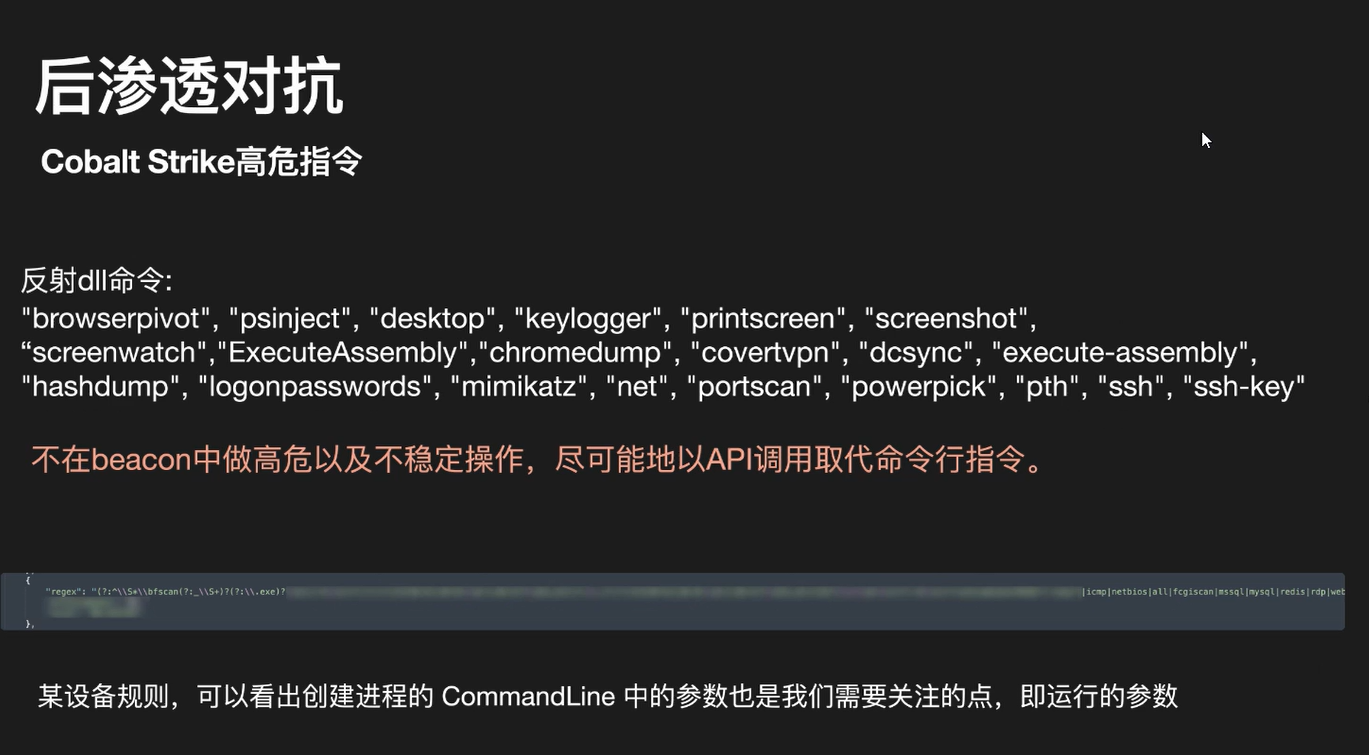 后渗透对抗
Cobalt Strike高危指令
反射dll命令:
"browserpivot", "psinject", "desktop", "keylogger", "printscreen", "screenshot",
“screenwatch","ExecuteAssembly","chromedump", "covertvpn", "dcsync", "execute-assembly",
"hashdump", "logonpasswords", "mimikatz", "net", "portscan", "powerpick", "pth", "ssh", "ssh-key"
不在beacon中做高危以及不稳定操作，尽可能地以API调用取代命令行指令。
{
"regex": "(?:^\\S+\\bfscan(?:_\\S+)?(?:\\.exe)? |icmp|netbios|all|fcgiscan|mssql|mysql|redis|rdp|web
},
某设备规则，可以看出创建进程的 CommandLine 中的参数也是我们需要关注的点，即运行的参数